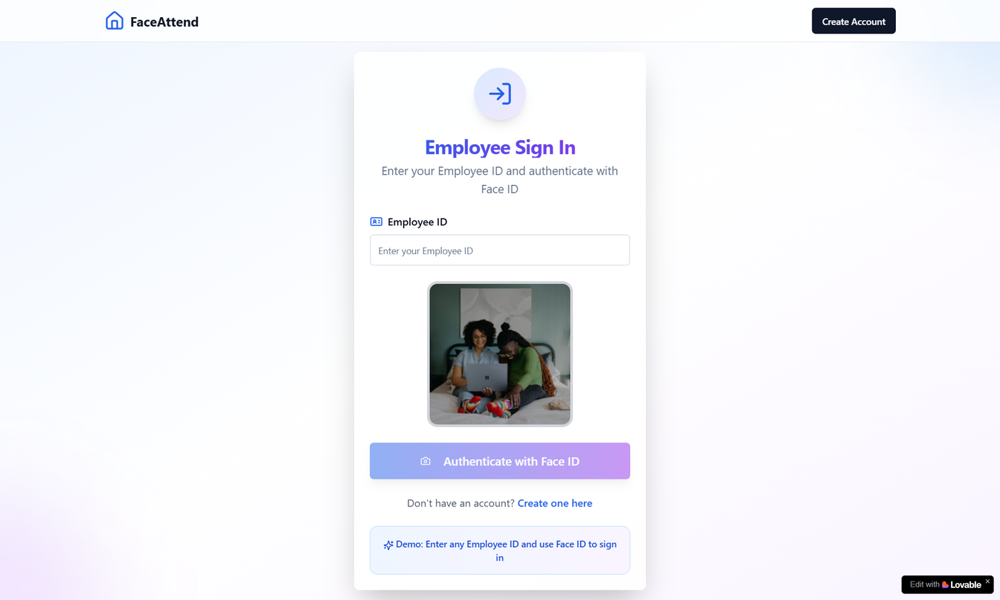 FaceAttend
Create Account
Employee Sign In
Enter your Employee ID and authenticate with
Face ID
Employee ID
Enter your Employee ID
Authenticate with Face ID
Don't have an account? Create one here
Demo: Enter any Employee ID and use Face ID to sign
in
Edit with Lovable